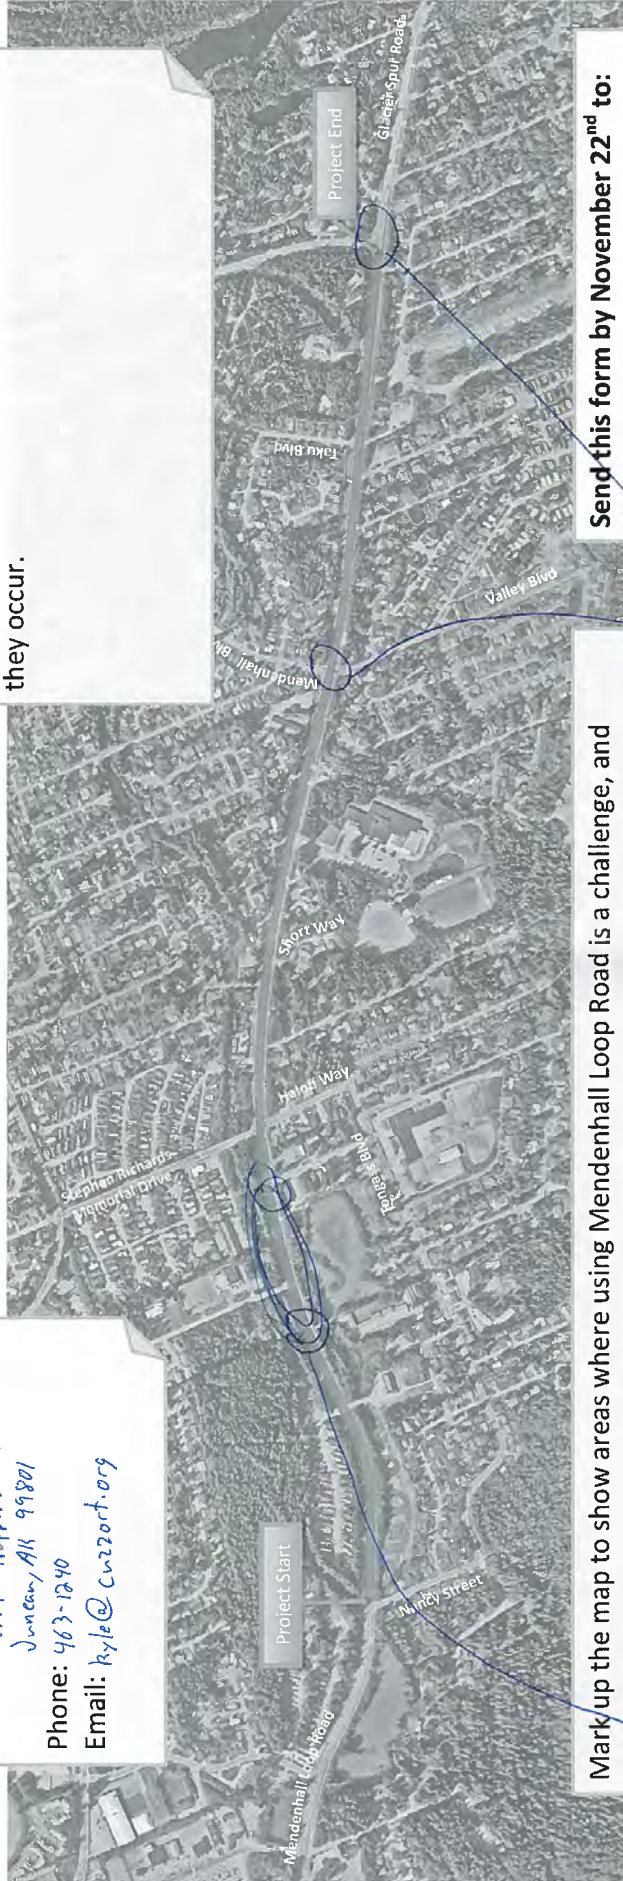 Juneau, AK 99801
Phone: 463-1240
Email: kyle@cuzzort.org
they occur.
Project Start
Project End
Mendenhall Loop Road
Nancy Street
Stephen Richards
Memorial Drive
Tongass Blvd
Haloff Way
Short Way
Mendenhall Bl
Valley Blvd
Taku Blvd
Glacier Spur Road
Mark up the map to show areas where using Mendenhall Loop Road is a challenge, and
Send this form by November 22nd to: